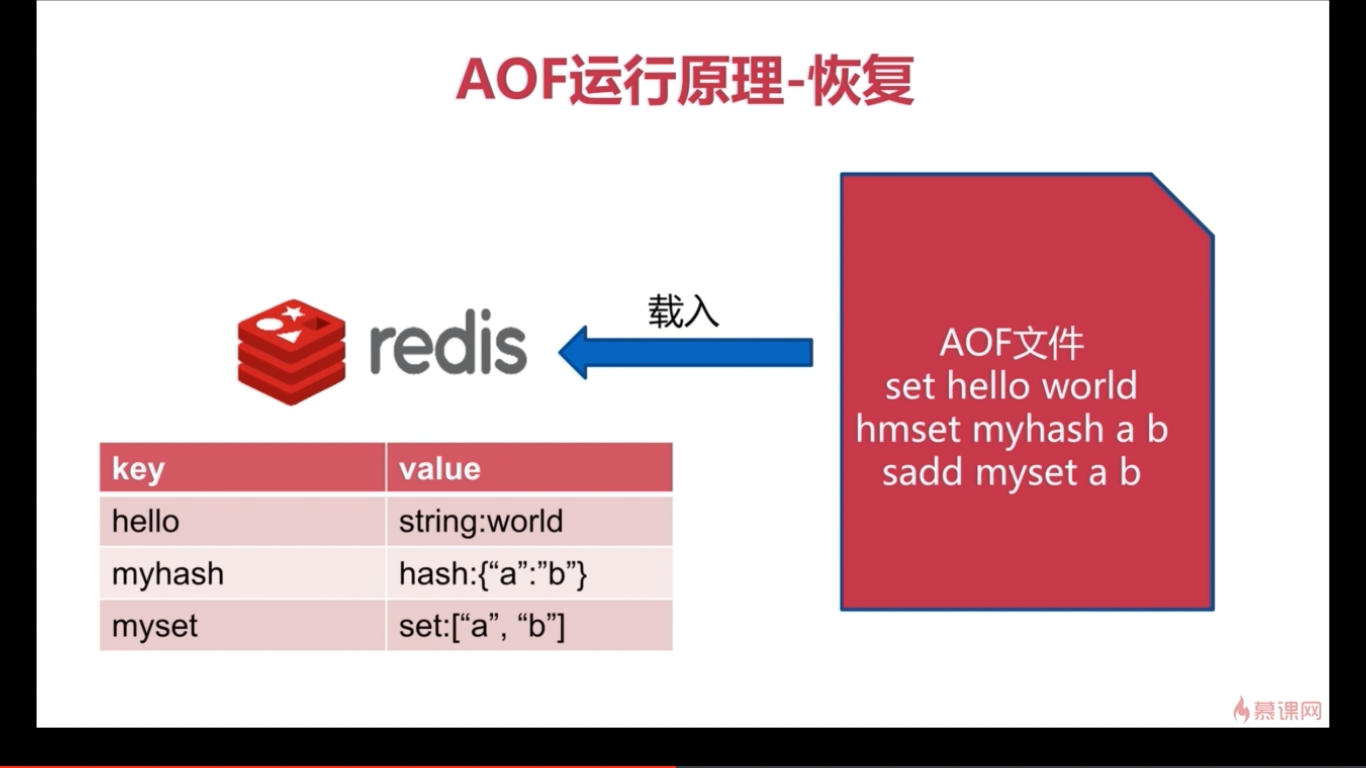 AOF运行原理-恢复
载入
redis
AOF文件
set hello world
hmset myhash a b
sadd myset a b
key value
hello string:world
myhash hash:{“a”:”b”}
myset set:[“a”, “b”]
慕课网